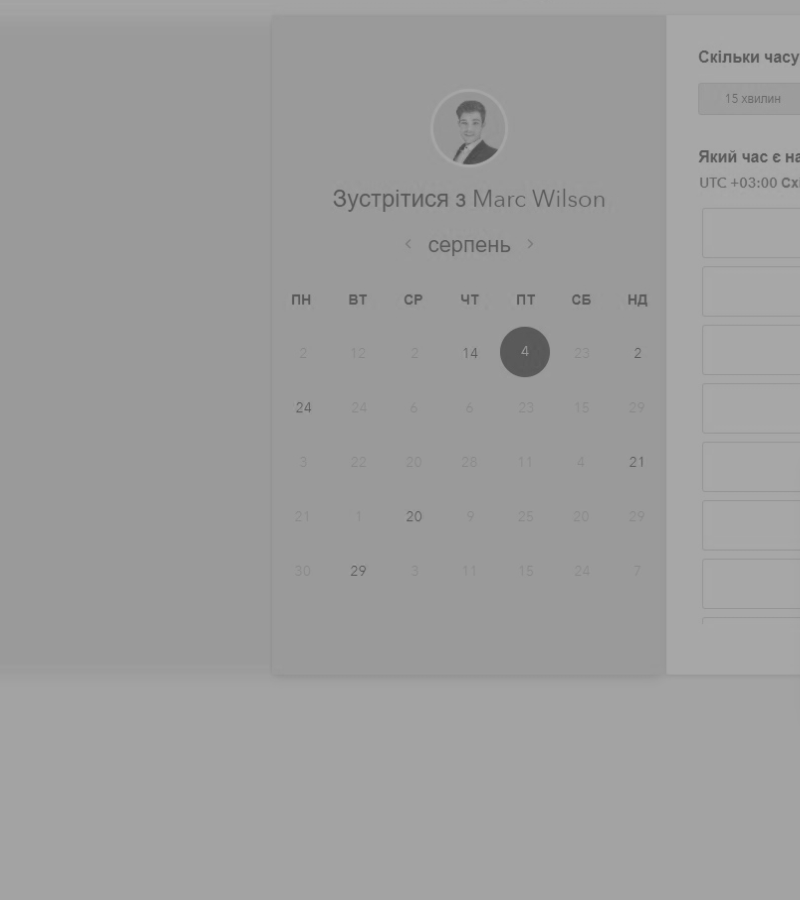 Зустрітися з Marc Wilson
серпень
ПН ВТ СР ЧТ ПТ СБ НД
2 12 2 14 4 23 2
24 24 6 6 23 15 29
3 22 20 28 11 4 21
21 1 20 9 25 20 29
30 29 3 11 15 24 7
Скільки часу
15 хвилин
Який час є на
UTC +03:00 Схі